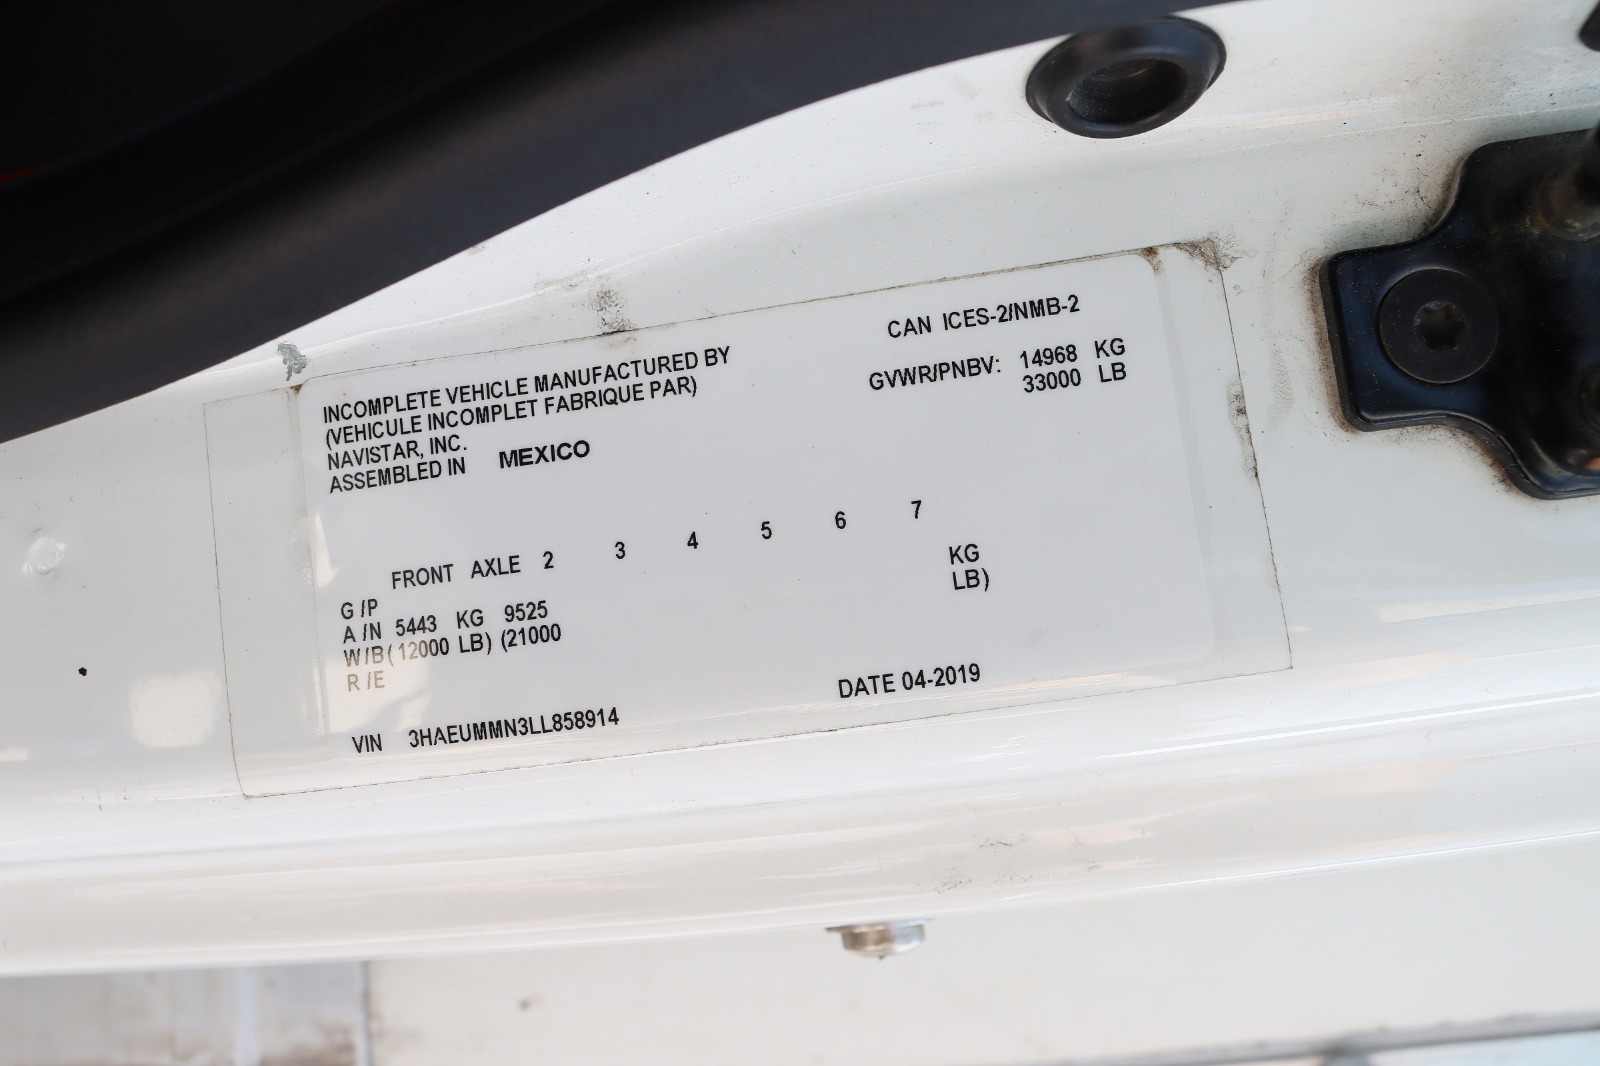 INCOMPLETE VEHICLE MANUFACTURED BY
(VEHICULE INCOMPLET FABRIQUE PAR)
NAVISTAR, INC.
ASSEMBLED IN MEXICO
CAN ICES-2/NMB-2
GVWR/PNBV: 14968 KG
33000 LB
FRONT AXLE 2 3 4 5 6 7
G/P
A/N 5443 KG 9525 KG
W/B (12000 LB) (21000 LB)
R/E
VIN 3HAEUMMN3LL858914
DATE 04-2019